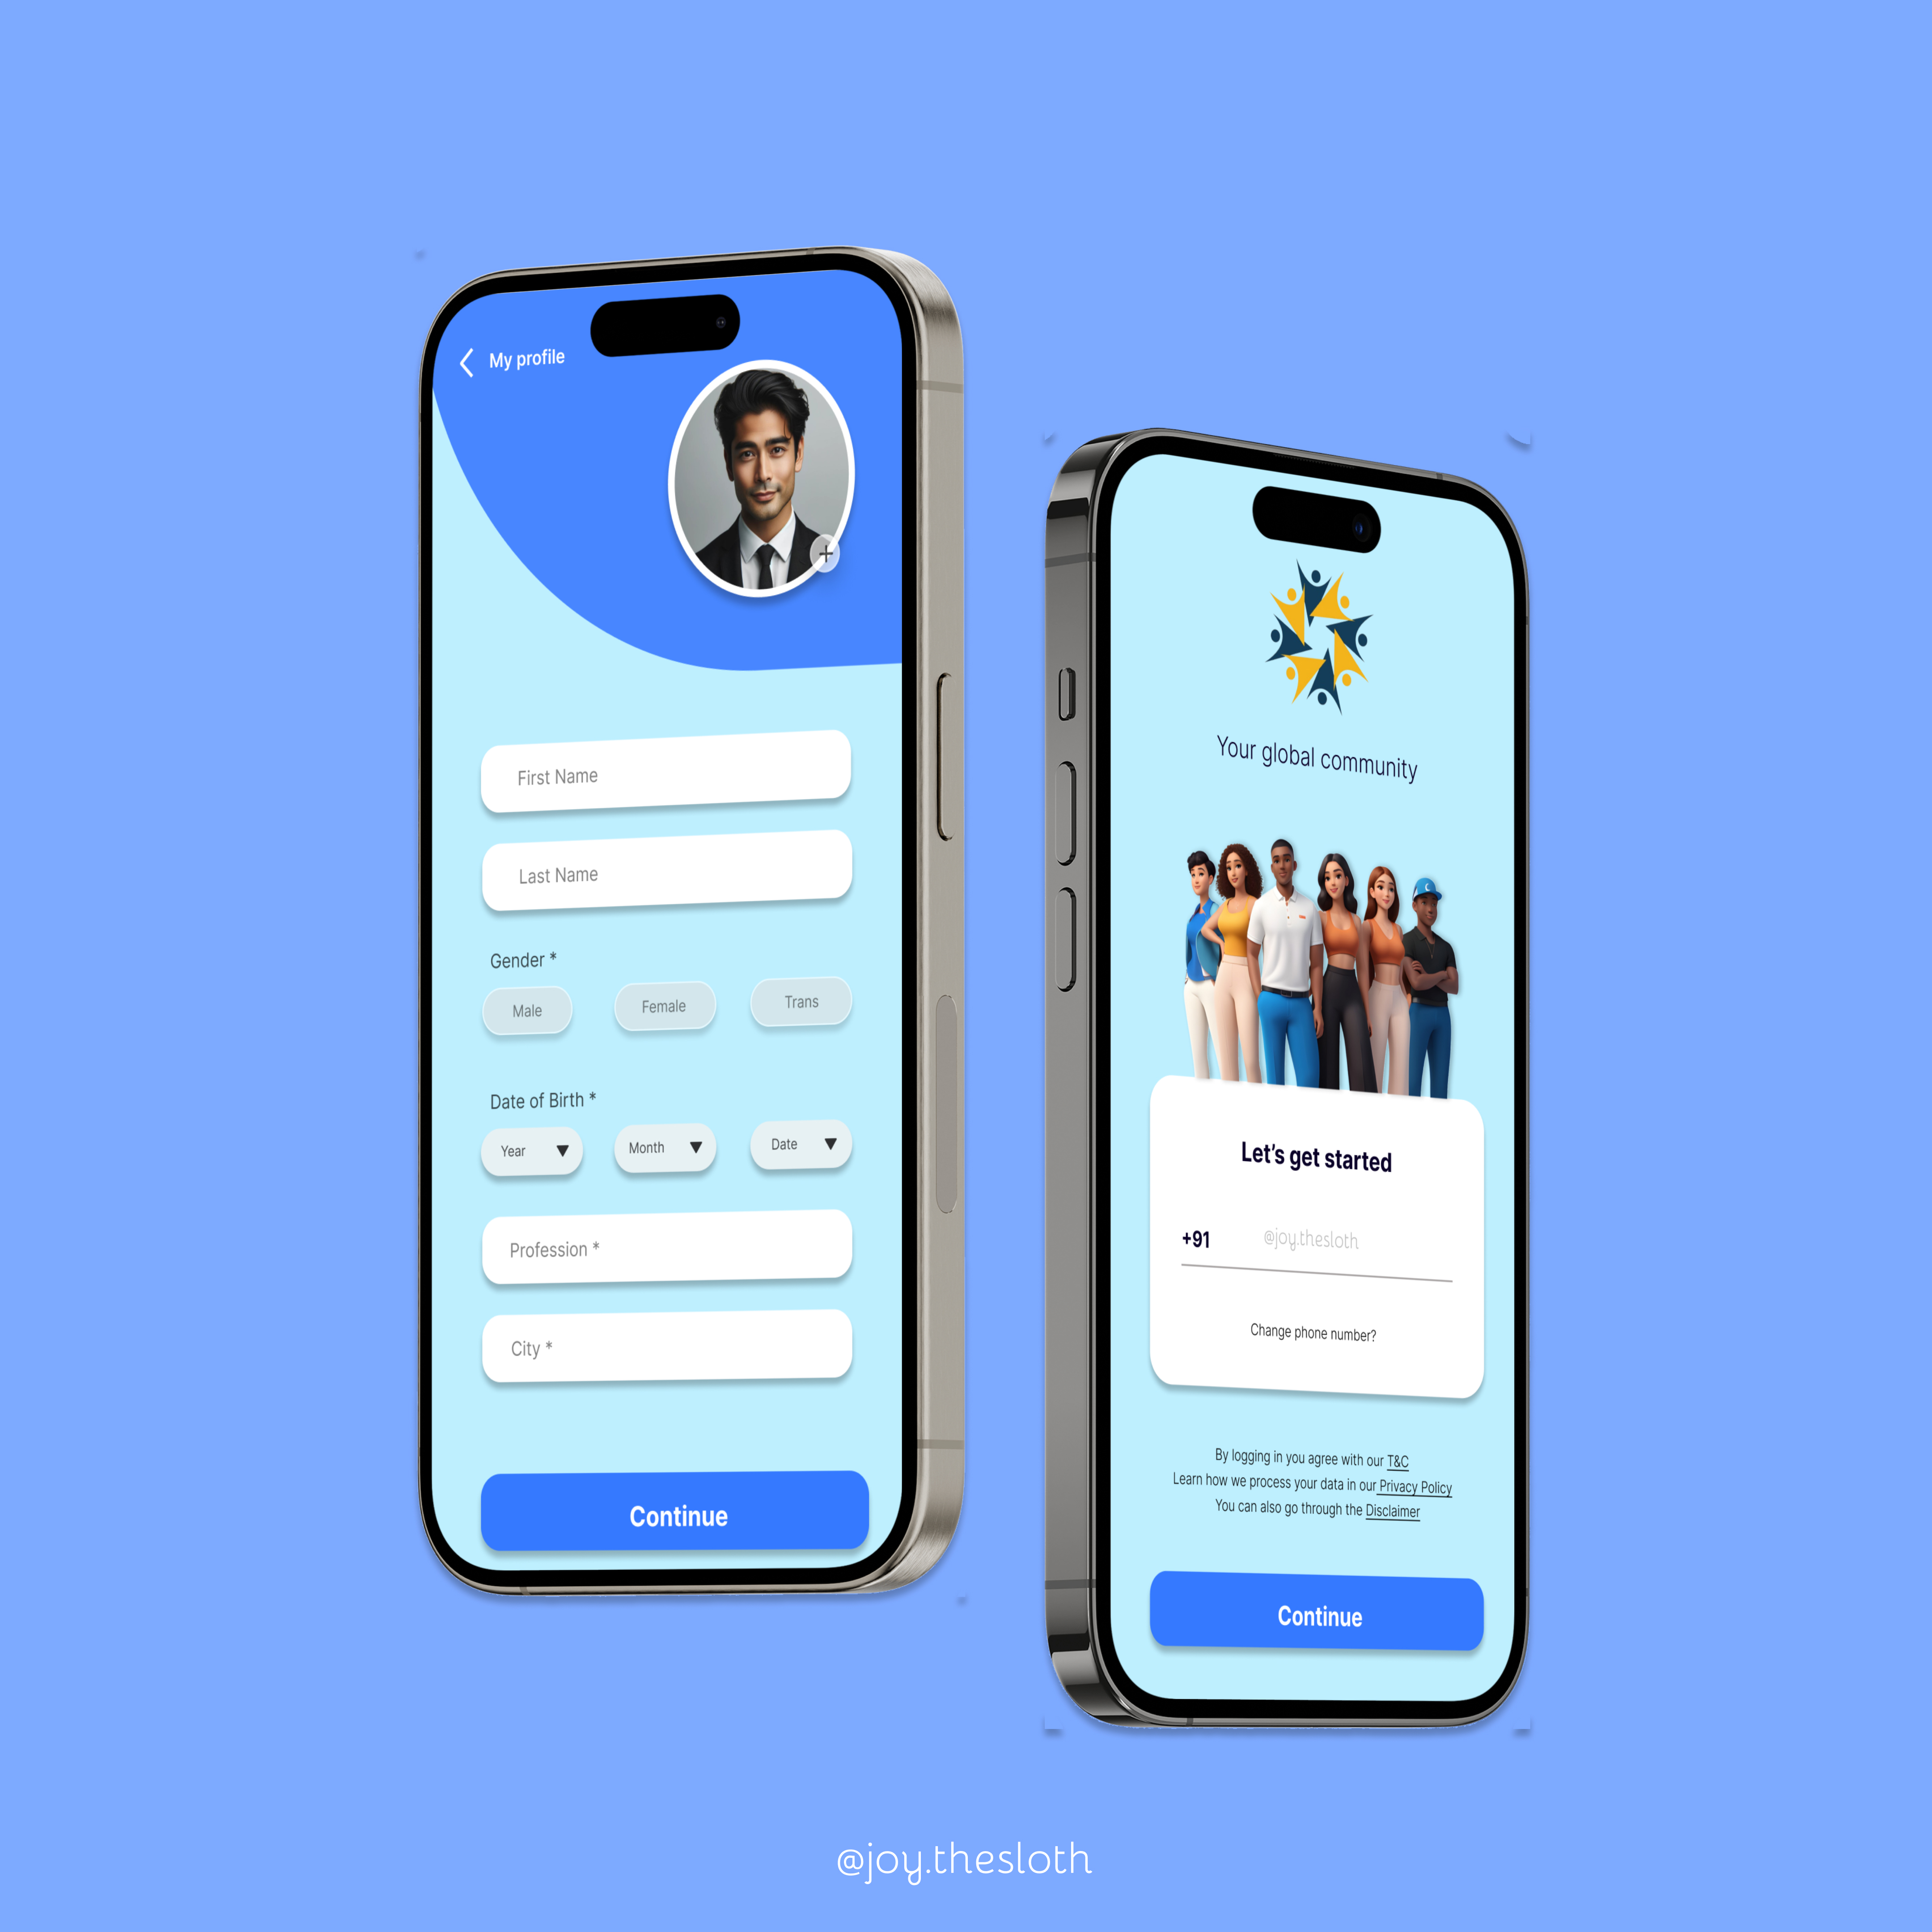 My profile
First Name
Last Name
Gender *
Male Female Trans
Date of Birth *
Year Month Date
Profession *
City *
Continue
Your global community
Let's get started
+91 @joy.thesloth
Change phone number?
By logging in you agree with our T&C
Learn how we process your data in our Privacy Policy
You can also go through the Disclaimer
Continue
@joy.thesloth